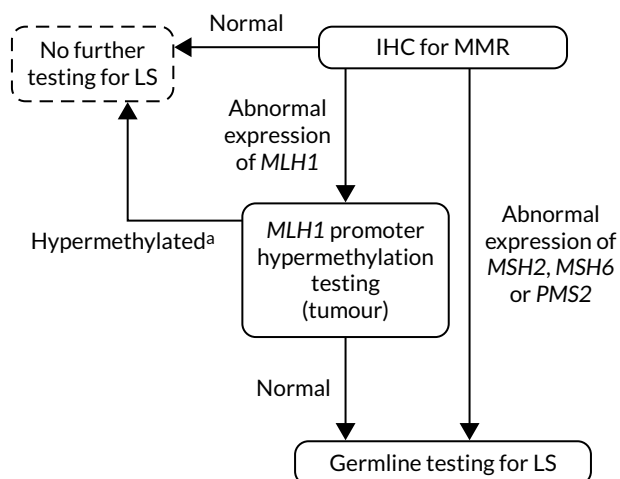 Normal
No further
testing for LS
IHC for MMR
Abnormal
expression
of MLH1
Abnormal
expression of
MSH2, MSH6
or PMS2
Hypermethylatedᵃ
MLH1 promoter
hypermethylation
testing
(tumour)
Normal
Germline testing for LS